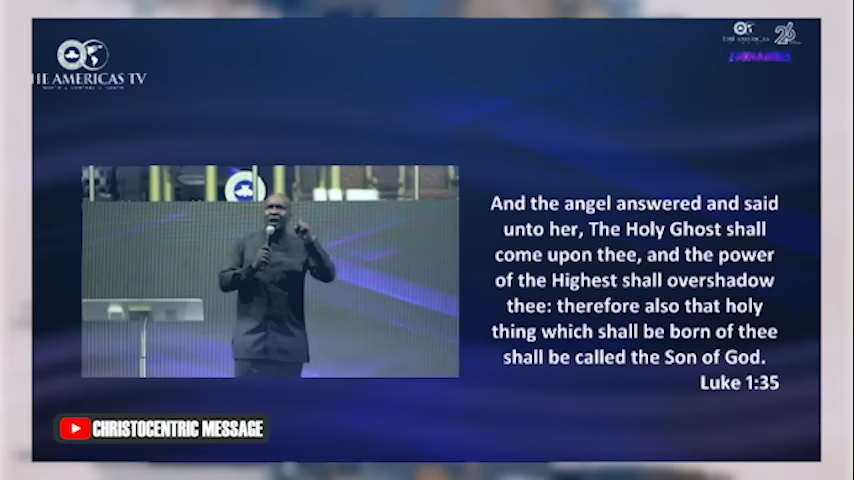 HE AMERICAS TV
26
And the angel answered and said
unto her, The Holy Ghost shall
come upon thee, and the power
of the Highest shall overshadow
thee: therefore also that holy
thing which shall be born of thee
shall be called the Son of God.
Luke 1:35
CHRISTOCENTRIC MESSAGE